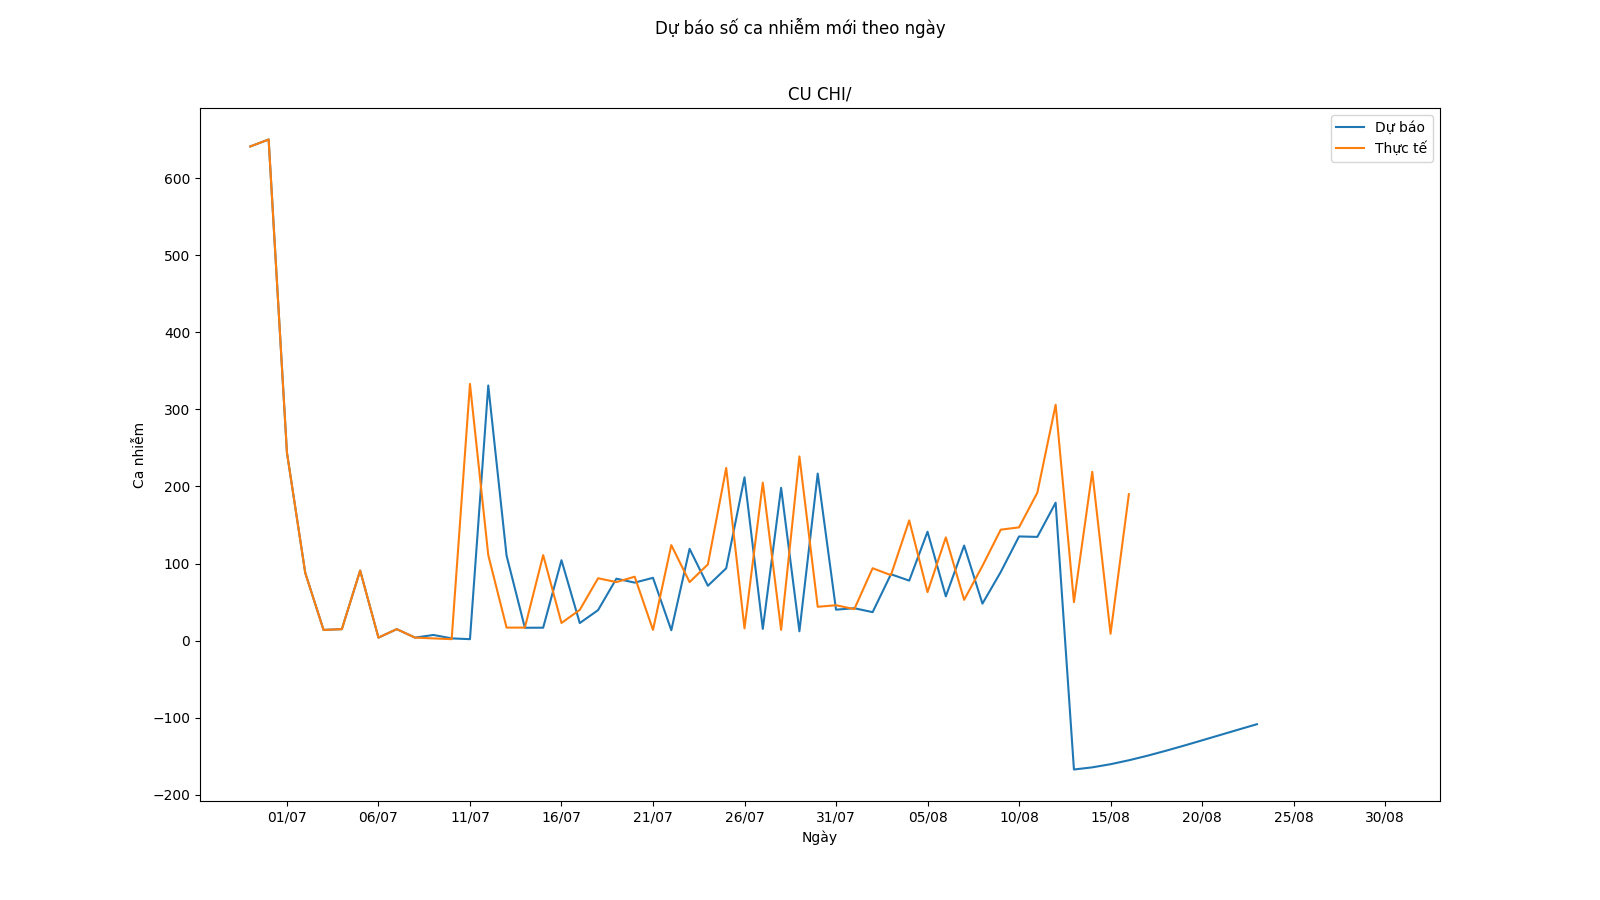 Dự báo số ca nhiễm mới theo ngày
CU CHI/
Dự báo
Thực tế
600
500
400
300
200
100
0
−100
−200
Ca nhiễm
01/07 06/07 11/07 16/07 21/07 26/07 31/07 05/08 10/08 15/08 20/08 25/08 30/08
Ngày